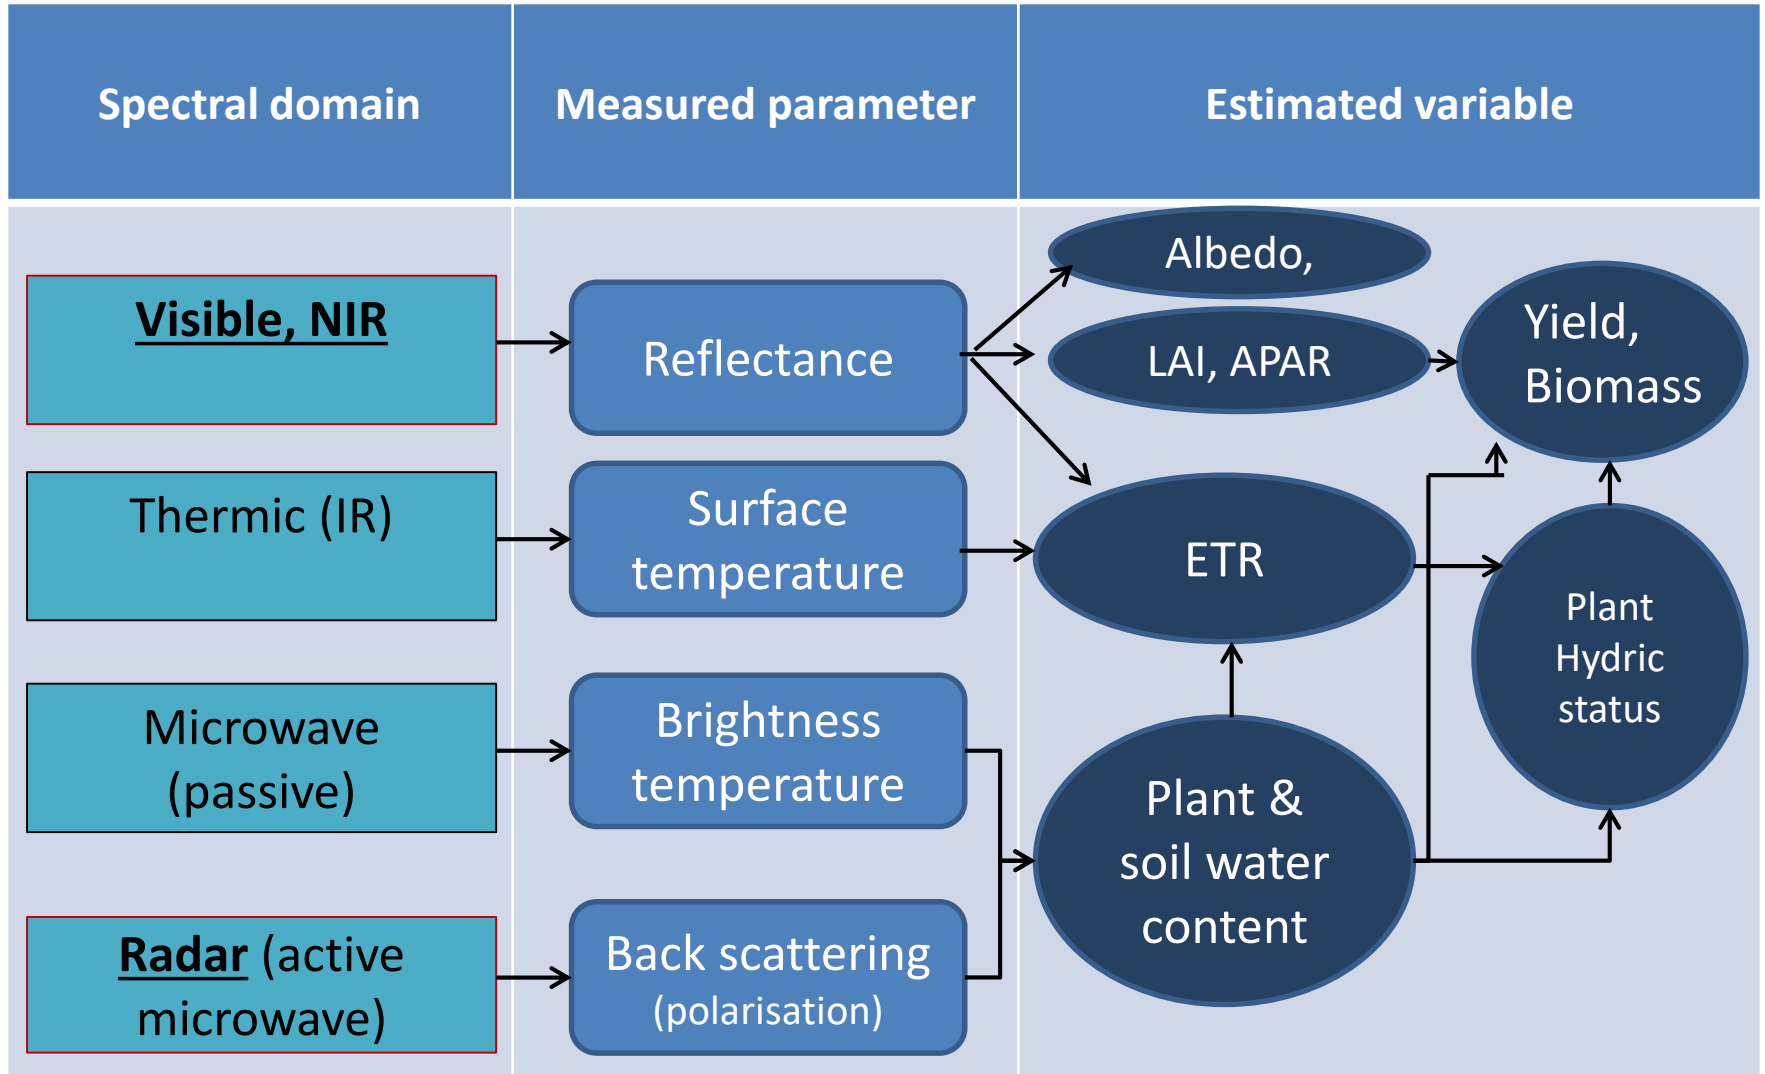 Spectral domain
Measured parameter
Estimated variable
Visible, NIR
Reflectance
Albedo,
LAI, APAR
Yield,
Biomass
Thermic (IR)
Surface
temperature
ETR
Plant
Hydric
status
Microwave
(passive)
Brightness
temperature
Plant &
soil water
content
Radar (active
microwave)
Back scattering
(polarisation)